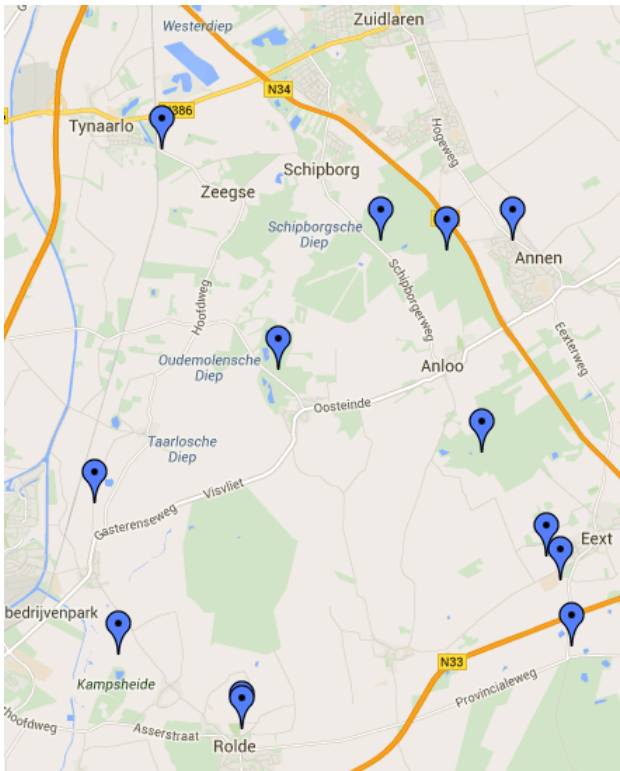 Westerdiep
Zuidlaren
N34
N386
Tynaarlo
Hogeweg
Schipborg
Zeegse
Schipborgsche
Diep
Annen
Schipborgerweg
Hoofdweg
Eexterweg
Oudemolensche
Diep
Anloo
Oosteinde
Taarlosche
Diep
Visvliet
Gasterenseweg
Eext
bedrijvenpark
N33
Kampsheide
Provincialeweg
choofdweg
Asserstraat
Rolde